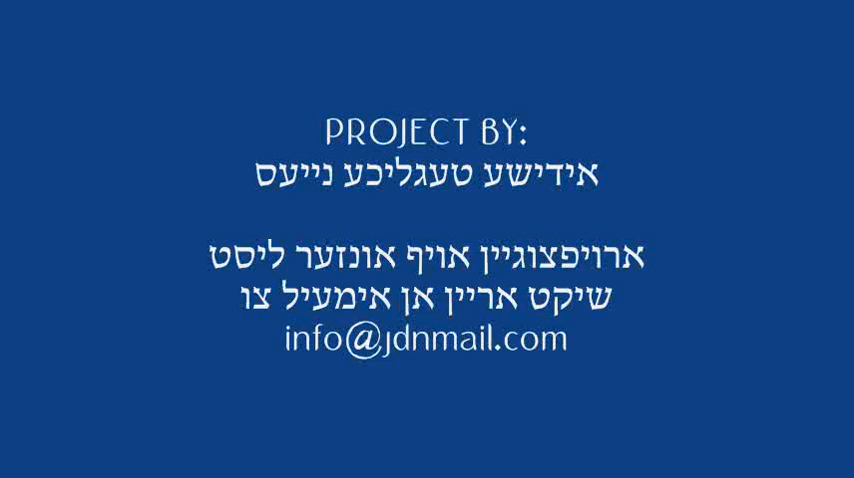 PROJECT BY:
אידישע טעגליכע נייעס
ארויפצוגיין אויף אונזער ליסט
שיקט אריין אן אימעיל צו
info@jdnmail.com